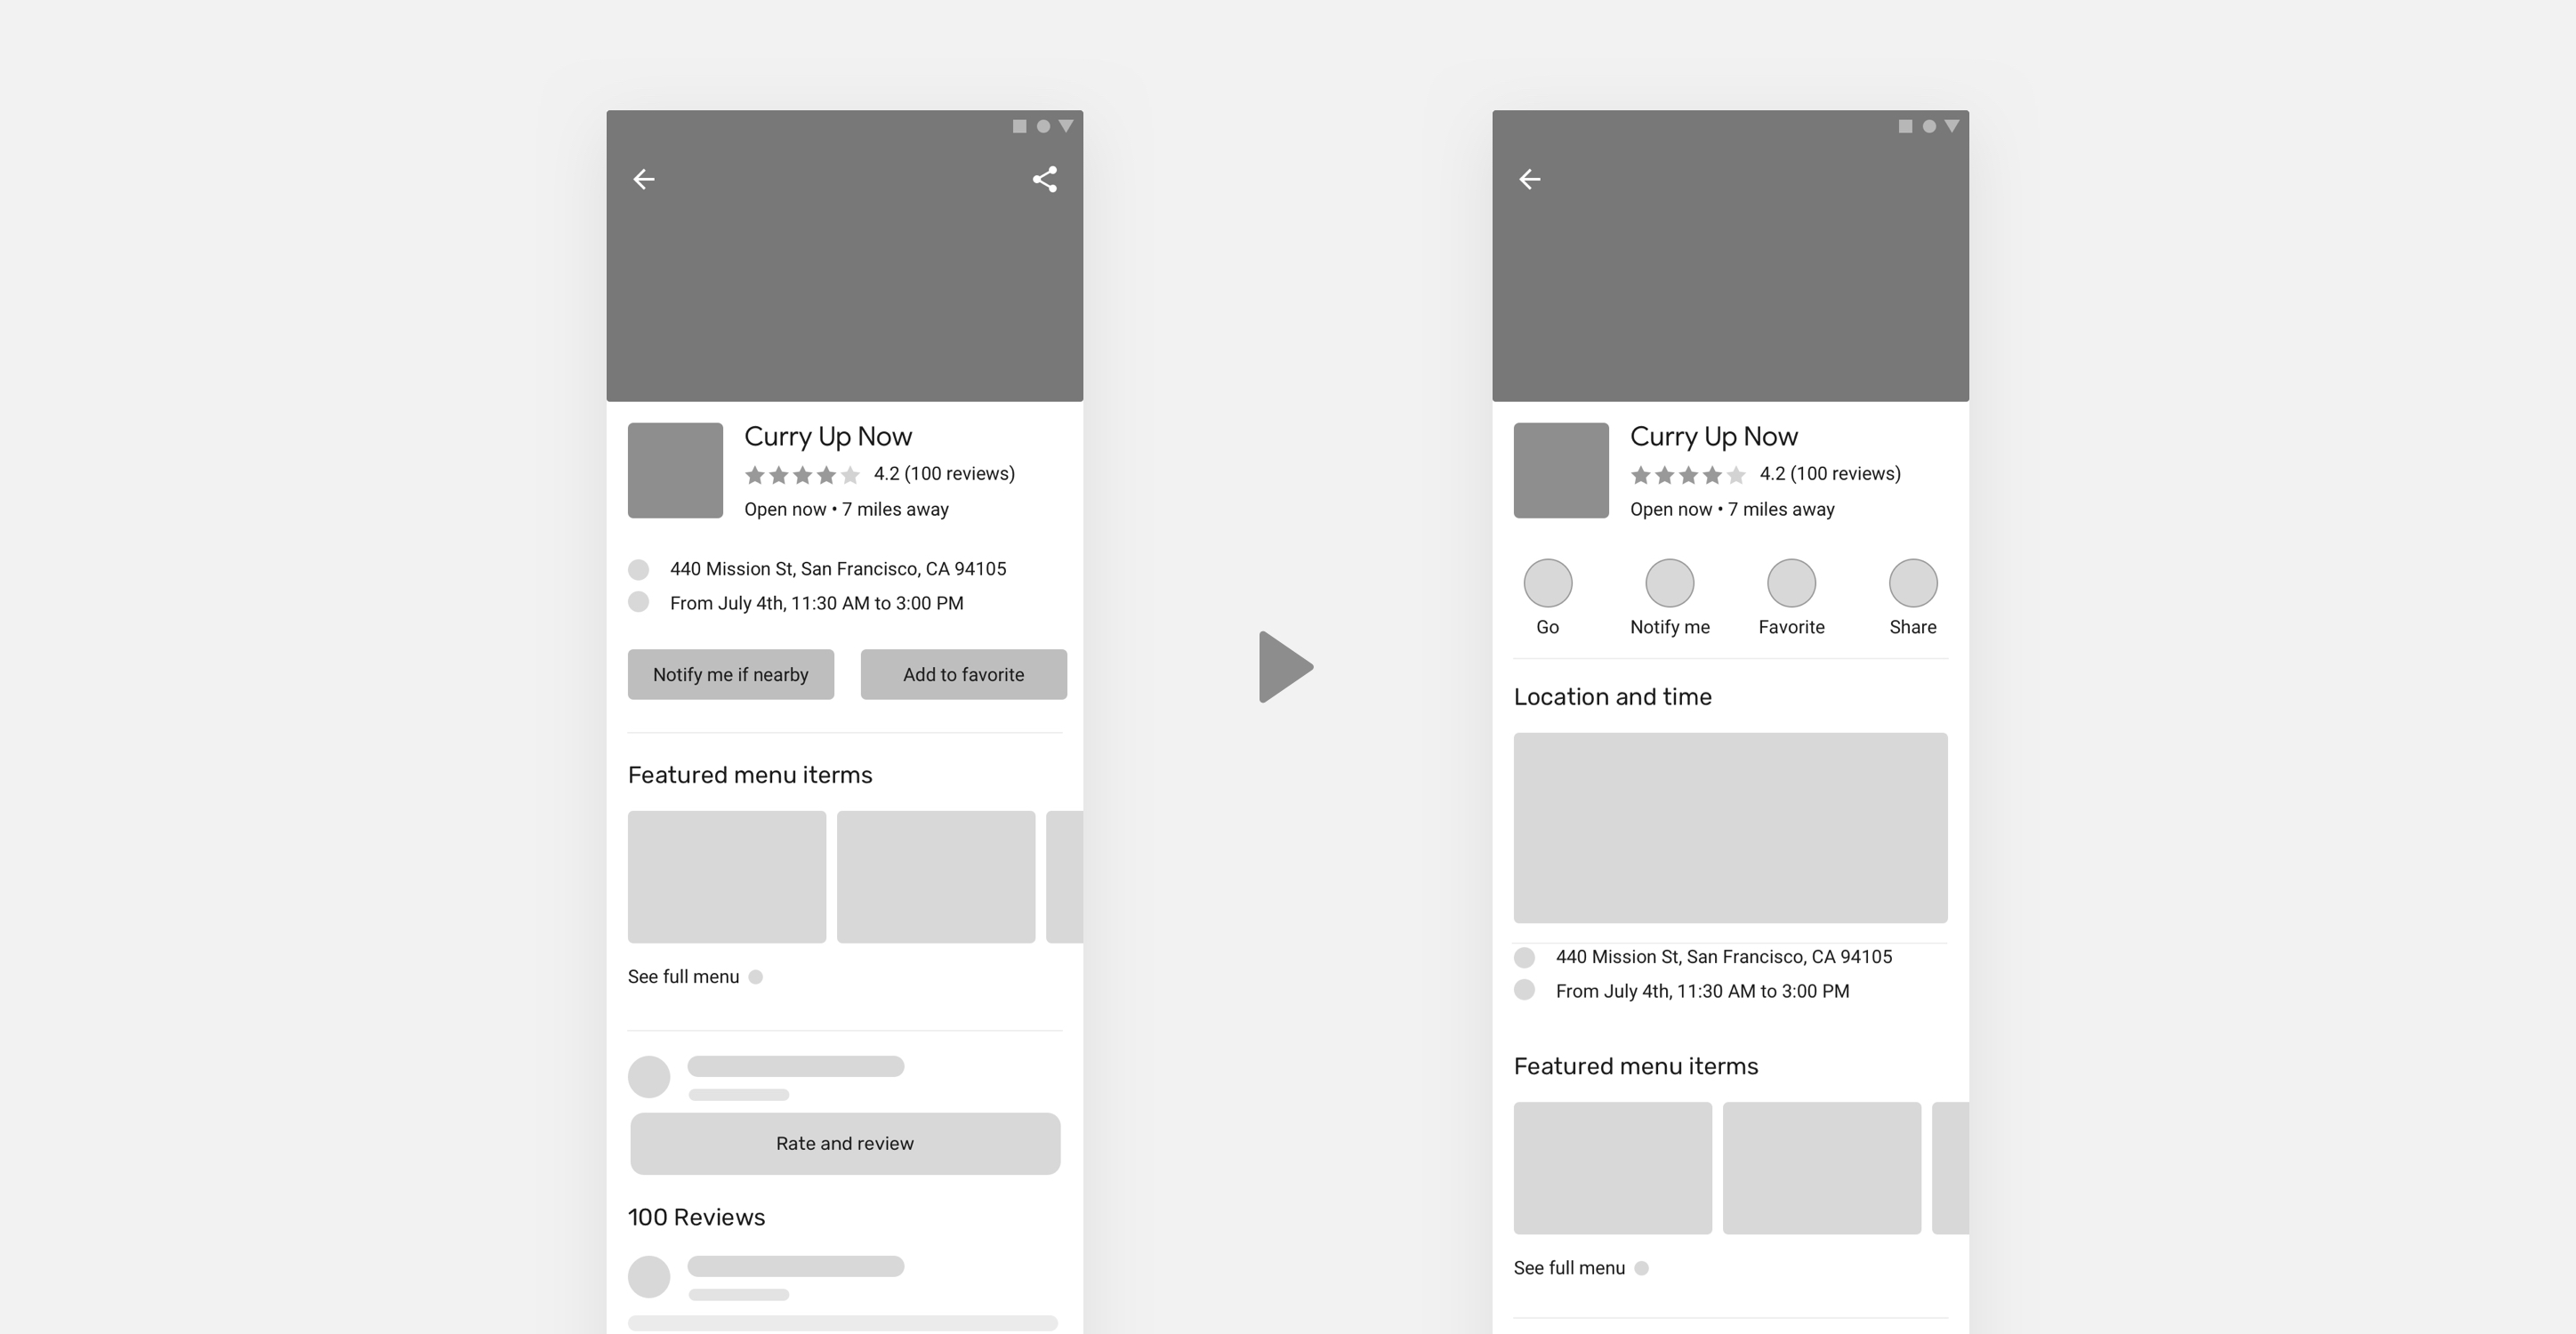 Curry Up Now
4.2 (100 reviews)
Open now • 7 miles away
440 Mission St, San Francisco, CA 94105
From July 4th, 11:30 AM to 3:00 PM
Notify me if nearby
Add to favorite
Featured menu iterms
See full menu
Rate and review
100 Reviews
Curry Up Now
4.2 (100 reviews)
Open now • 7 miles away
Go
Notify me
Favorite
Share
Location and time
440 Mission St, San Francisco, CA 94105
From July 4th, 11:30 AM to 3:00 PM
Featured menu iterms
See full menu